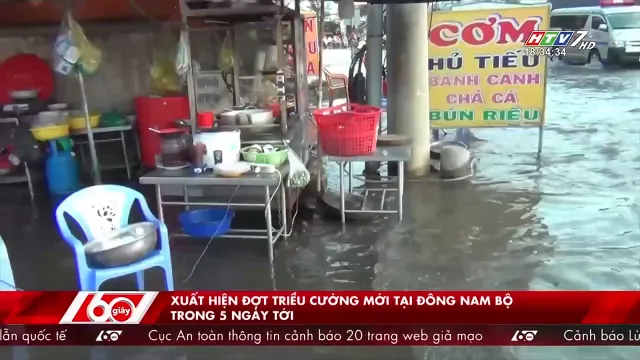 HTV7 HD
18:34:34
CƠM
HỦ TIẾU
BÁNH CANH
CHẢ CÁ
BÚN RIÊU
60 giây
XUẤT HIỆN ĐỢT TRIỀU CƯỜNG MỚI TẠI ĐÔNG NAM BỘ
TRONG 5 NGÀY TỚI
lẫn quốc tế
Cục An toàn thông tin cảnh báo 20 trang web giả mạo
Cảnh báo